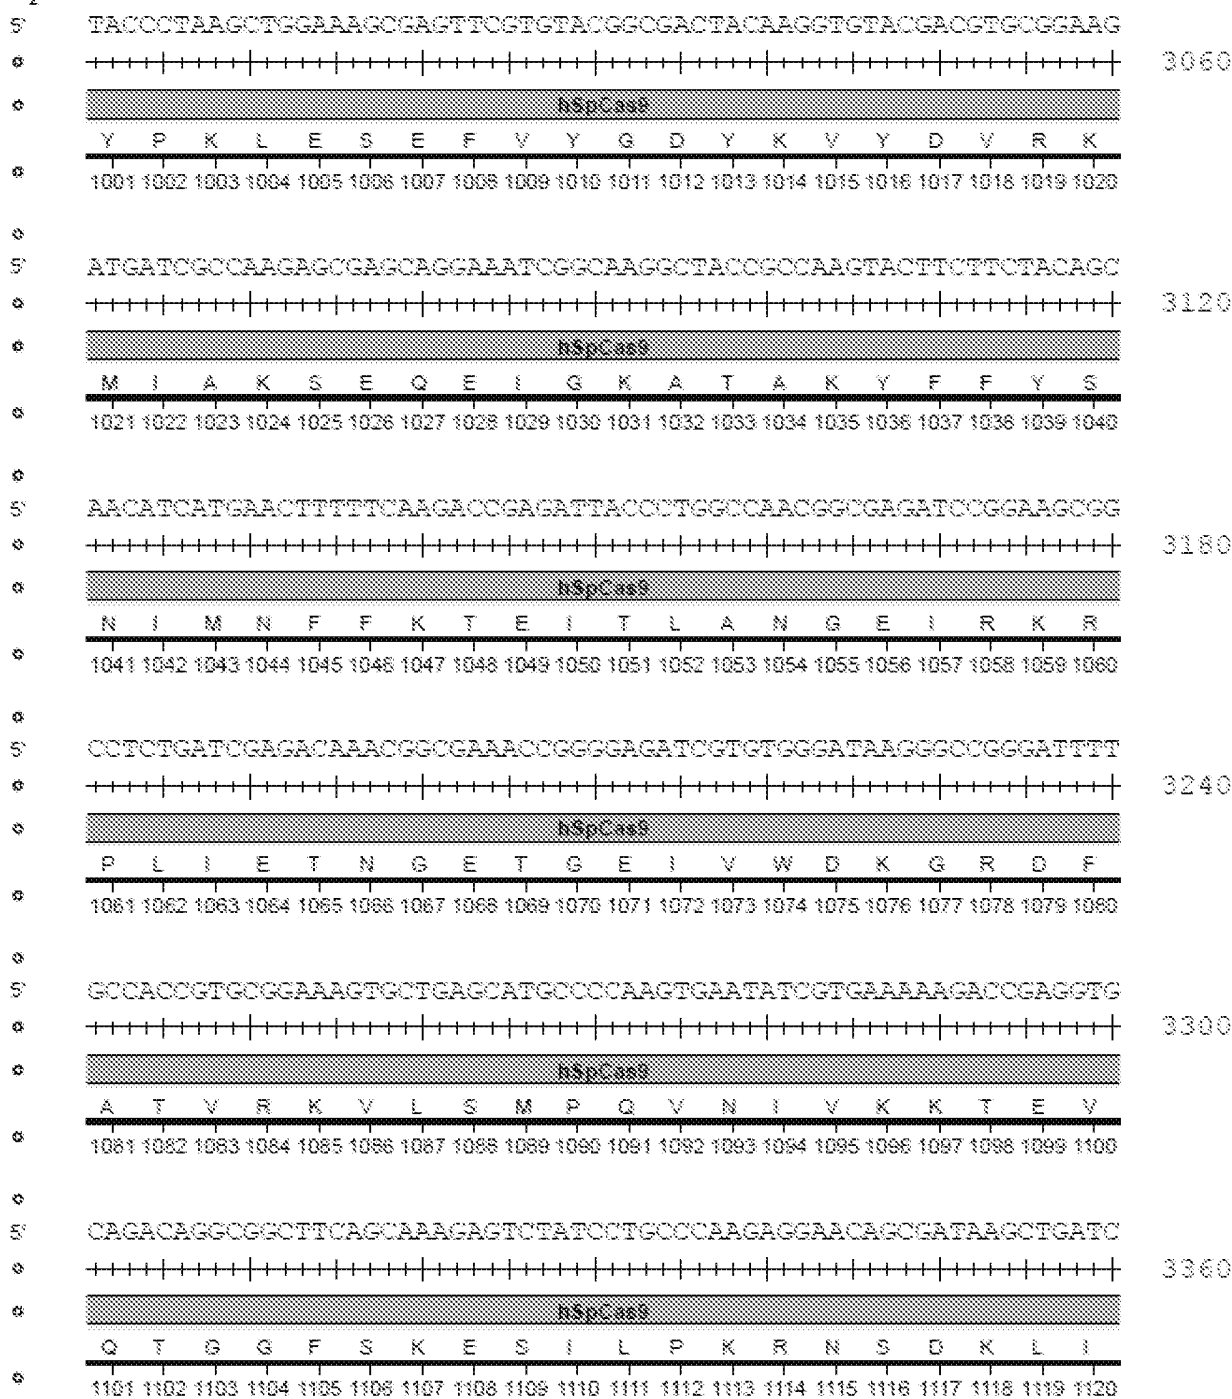 5' TACCCTAAGCTGGAAAGCGAGTTCGTGTACGGCGACTACAAGGTGTACGACGTGCGGAAG
3060
hSpCas9
Y P K L E S E F V Y G D Y K V Y D V R K
1001 1002 1003 1004 1005 1006 1007 1008 1009 1010 1011 1012 1013 1014 1015 1016 1017 1018 1019 1020
5' ATGATCGCCAAGAGCGAGCAGGAAATCGGCAAGGCTACCGCCAAGTACTTCTTCTACAGC
3120
hSpCas9
M I A K S E Q E I G K A T A K Y F F Y S
1021 1022 1023 1024 1025 1026 1027 1028 1029 1030 1031 1032 1033 1034 1035 1036 1037 1038 1039 1040
5' AACATCATGAACTTTTTCAAGACCGAGATTACCCTGGCCAACGGCGAGATCCGGAAGCGG
3180
hSpCas9
N I M N F F K T E I T L A N G E I R K R
1041 1042 1043 1044 1045 1046 1047 1048 1049 1050 1051 1052 1053 1054 1055 1056 1057 1058 1059 1060
5' CCTCTGATCGAGACAAACGGCGAAACCGGGGAGATCGTGTGGGATAAGGGCCGGGATTTT
3240
hSpCas9
P L I E T N G E T G E I V W D K G R D F
1061 1062 1063 1064 1065 1066 1067 1068 1069 1070 1071 1072 1073 1074 1075 1076 1077 1078 1079 1080
5' GCCACCGTGCGGAAAGTGCTGAGCATGCCCCAAGTGAATATCGTGAAAAAGACCGAGGTG
3300
hSpCas9
A T V R K V L S M P Q V N I V K K T E V
1081 1082 1083 1084 1085 1086 1087 1088 1089 1090 1091 1092 1093 1094 1095 1096 1097 1098 1099 1100
5' CAGACAGGCGGCTTCAGCAAAGAGTCTATCCTGCCCAAGAGGAACAGCGATAAGCTGATC
3360
hSpCas9
Q T G G F S K E S I L P K R N S D K L I
1101 1102 1103 1104 1105 1106 1107 1108 1109 1110 1111 1112 1113 1114 1115 1116 1117 1118 1119 1120